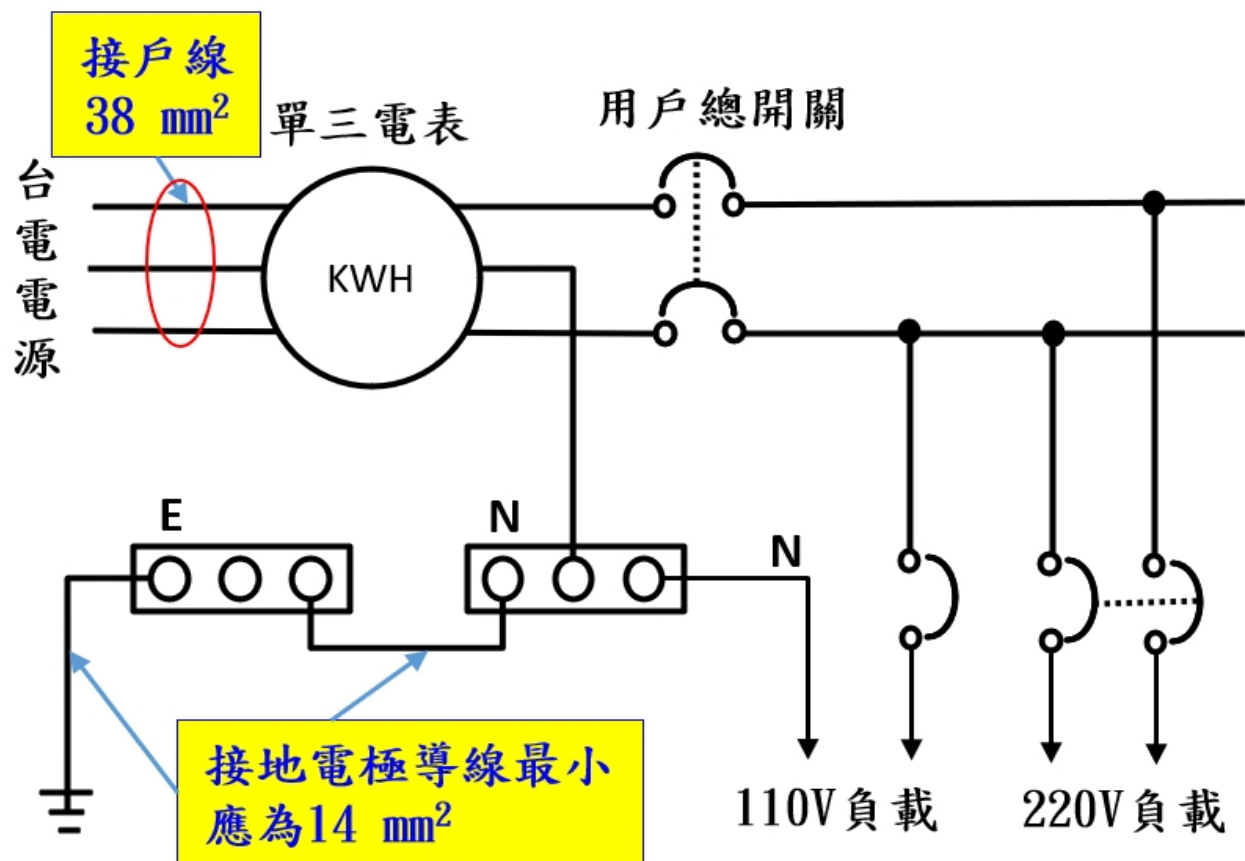 接戶線
38 mm²
單三電表
用戶總開關
台電電源
KWH
E
N
N
接地電極導線最小
應為14 mm²
110V負載
220V負載